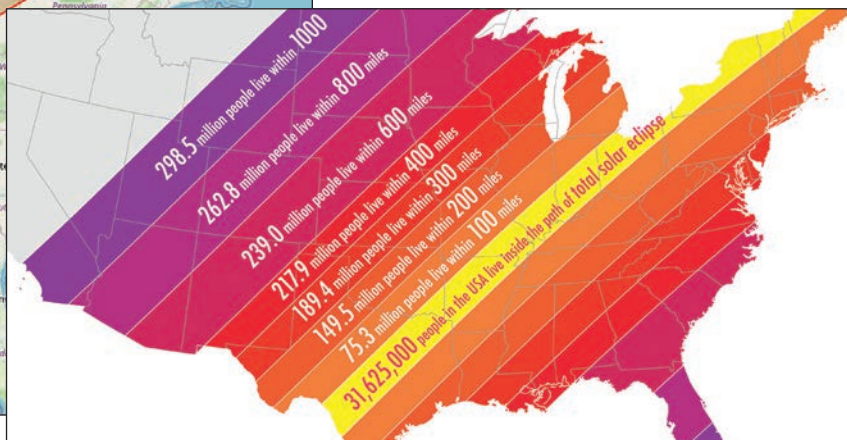 Pennsylvania
298.5 million people live within 1000
262.8 million people live within 800 miles
239.0 million people live within 600 miles
217.9 million people live within 400 miles
189.4 million people live within 300 miles
149.5 million people live within 200 miles
75.3 million people live within 100 miles
31,625,000 people in the USA live inside the path of total solar eclipse